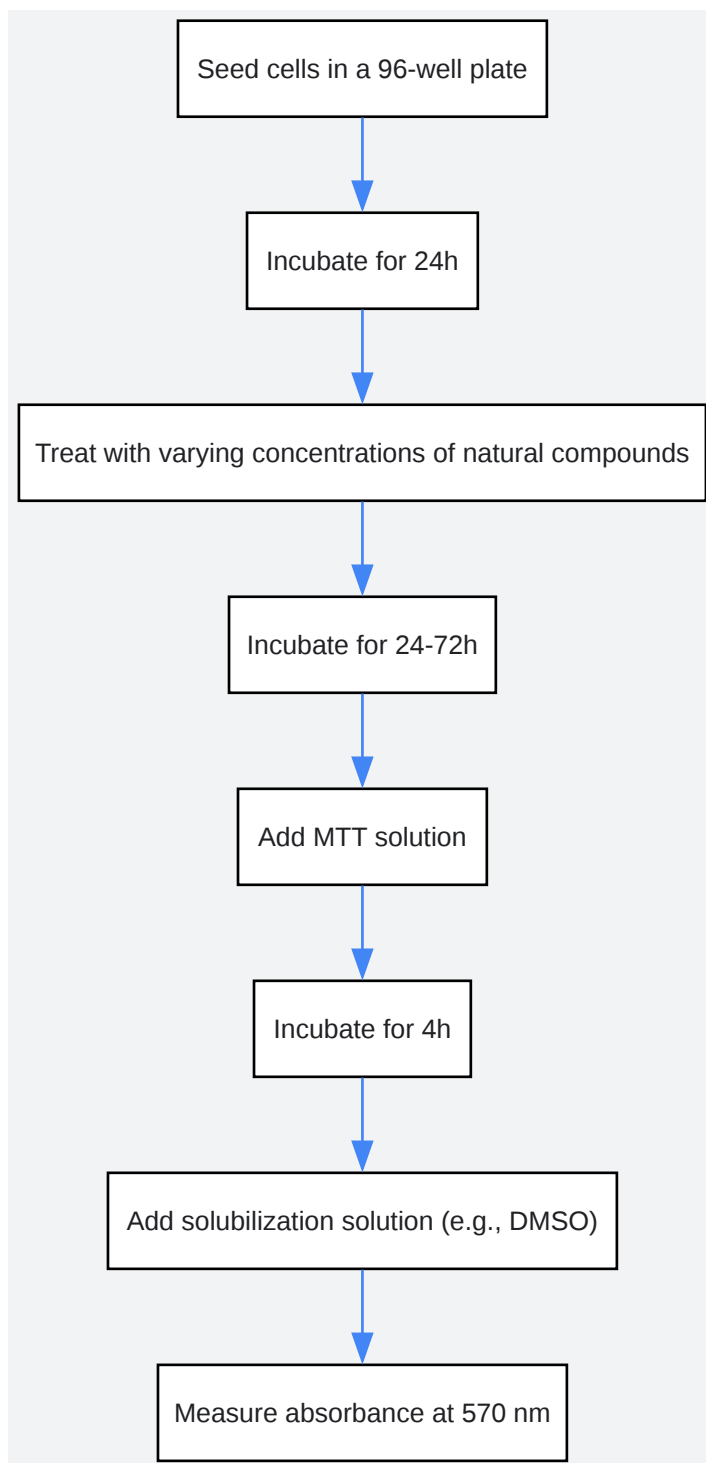 Seed cells in a 96-well plate
Incubate for 24h
Treat with varying concentrations of natural compounds
Incubate for 24-72h
Add MTT solution
Incubate for 4h
Add solubilization solution (e.g., DMSO)
Measure absorbance at 570 nm